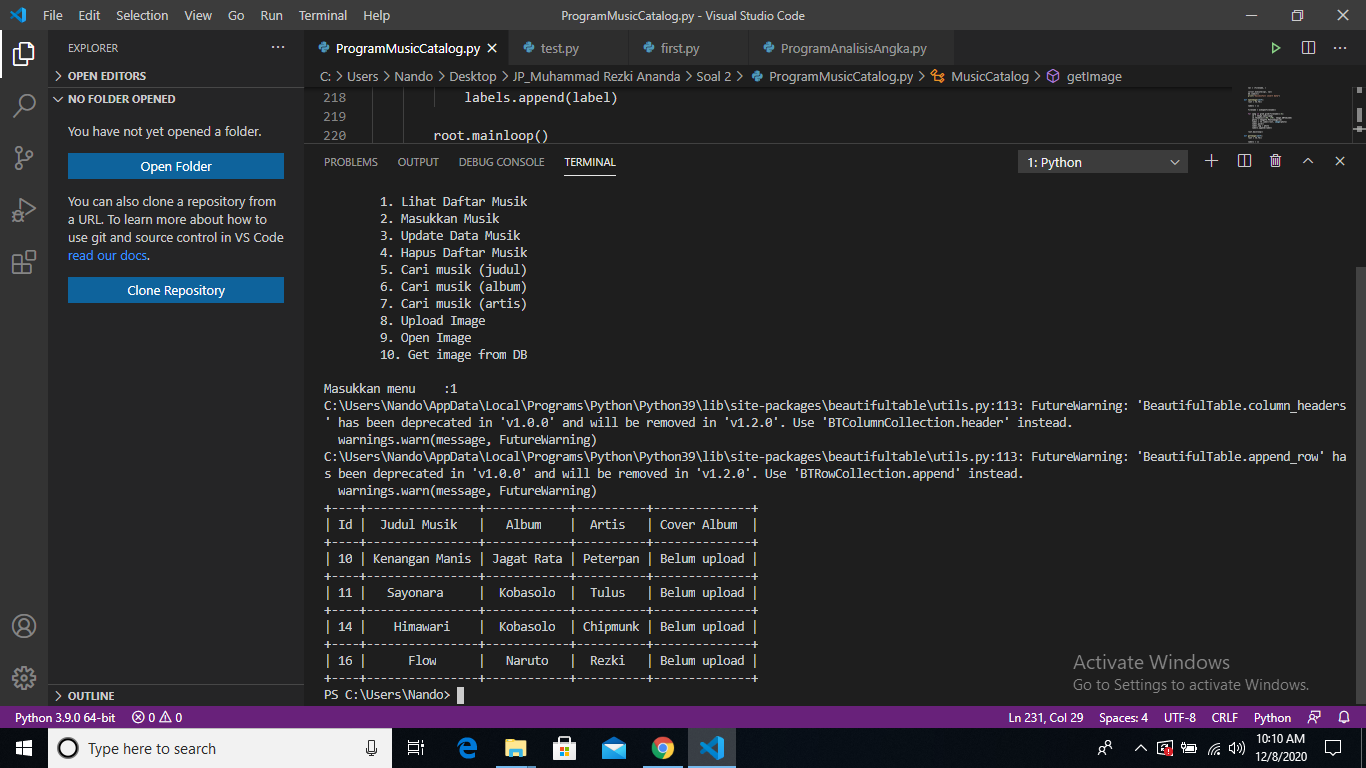 File Edit Selection View Go Run Terminal Help ProgramMusicCatalog.py - Visual Studio Code
EXPLORER
ProgramMusicCatalog.py test.py first.py ProgramAnalisisAngka.py
OPEN EDITORS
C: > Users > Nando > Desktop > JP_Muhammad Rezki Ananda > Soal 2 > ProgramMusicCatalog.py > MusicCatalog > getImage
NO FOLDER OPENED
You have not yet opened a folder.
Open Folder
You can also clone a repository from
a URL. To learn more about how to
use git and source control in VS Code
read our docs.
Clone Repository
OUTLINE
218 labels.append(label)
219
220 root.mainloop()
PROBLEMS OUTPUT DEBUG CONSOLE TERMINAL 1: Python
1. Lihat Daftar Musik
2. Masukkan Musik
3. Update Data Musik
4. Hapus Daftar Musik
5. Cari musik (judul)
6. Cari musik (album)
7. Cari musik (artis)
8. Upload Image
9. Open Image
10. Get image from DB
Masukkan menu :1
C:\Users\Nando\AppData\Local\Programs\Python\Python39\lib\site-packages\beautifultable\utils.py:113: FutureWarning: 'BeautifulTable.column_headers
' has been deprecated in 'v1.0.0' and will be removed in 'v1.2.0'. Use 'BTColumnCollection.header' instead.
warnings.warn(message, FutureWarning)
C:\Users\Nando\AppData\Local\Programs\Python\Python39\lib\site-packages\beautifultable\utils.py:113: FutureWarning: 'BeautifulTable.append_row' ha
s been deprecated in 'v1.0.0' and will be removed in 'v1.2.0'. Use 'BTRowCollection.append' instead.
warnings.warn(message, FutureWarning)
+----+----------------+------------+----------+--------------+
| Id | Judul Musik | Album | Artis | Cover Album |
+----+----------------+------------+----------+--------------+
| 10 | Kenangan Manis | Jagat Rata | Peterpan | Belum upload |
+----+----------------+------------+----------+--------------+
| 11 | Sayonara | Kobasolo | Tulus | Belum upload |
+----+----------------+------------+----------+--------------+
| 14 | Himawari | Kobasolo | Chipmunk | Belum upload |
+----+----------------+------------+----------+--------------+
| 16 | Flow | Naruto | Rezki | Belum upload |
+----+----------------+------------+----------+--------------+
PS C:\Users\Nando>
Activate Windows
Go to Settings to activate Windows.
Python 3.9.0 64-bit 0 0 Ln 231, Col 29 Spaces: 4 UTF-8 CRLF Python
Type here to search
10:10 AM
12/8/2020